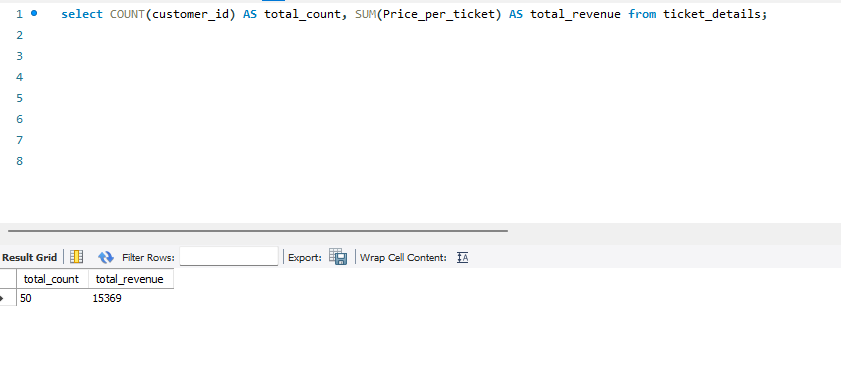 1 select COUNT(customer_id) AS total_count, SUM(Price_per_ticket) AS total_revenue from ticket_details;
2
3
4
5
6
7
8
Result Grid Filter Rows: Export: Wrap Cell Content: IA
total_count total_revenue
50 15369